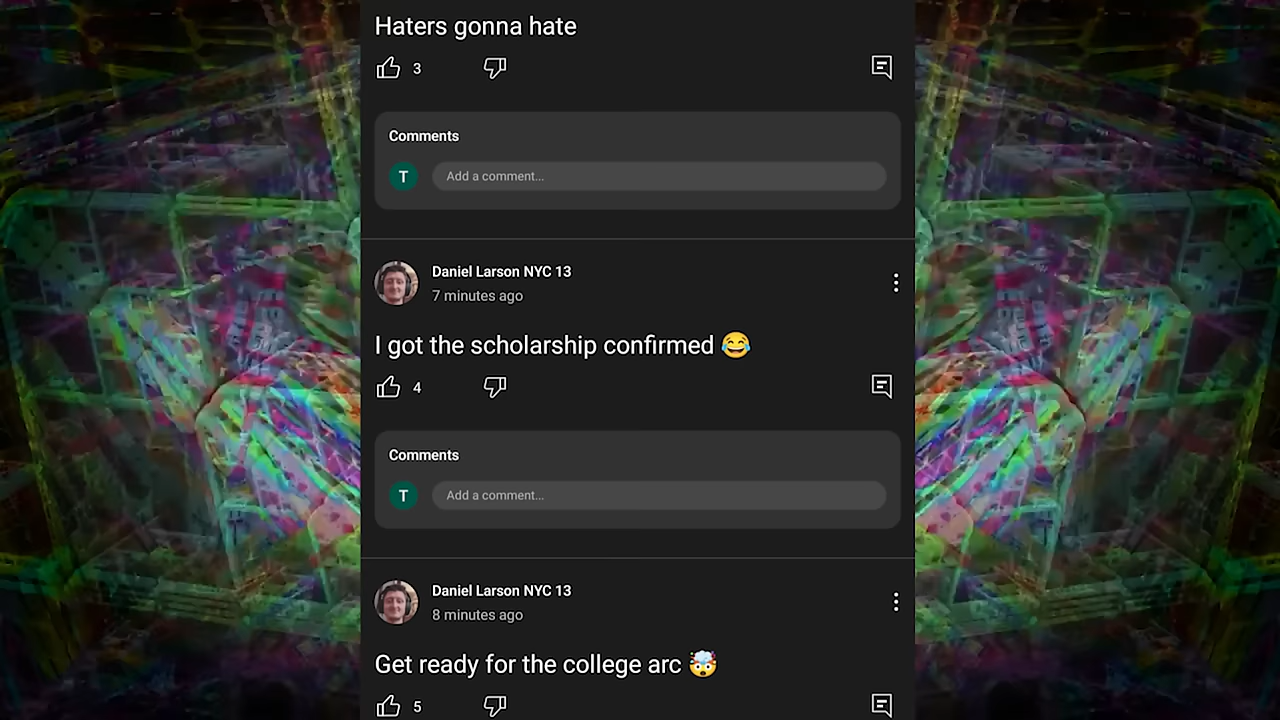 Haters gonna hate
3
Comments
T
Add a comment...
Daniel Larson NYC 13
7 minutes ago
I got the scholarship confirmed 😂
4
Comments
T
Add a comment...
Daniel Larson NYC 13
8 minutes ago
Get ready for the college arc 🤯
5